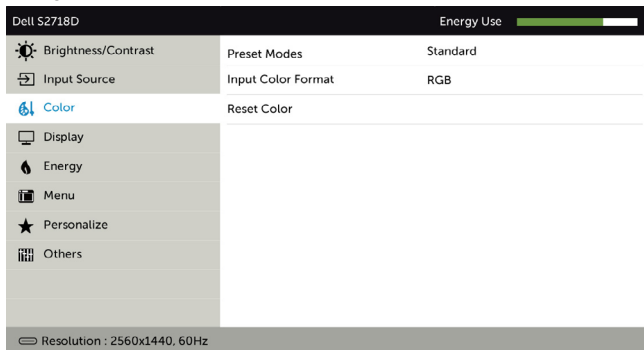 Dell S2718D Energy Use
Brightness/Contrast
Input Source
Color
Display
Energy
Menu
Personalize
Others
Preset Modes Standard
Input Color Format RGB
Reset Color
Resolution : 2560x1440, 60Hz